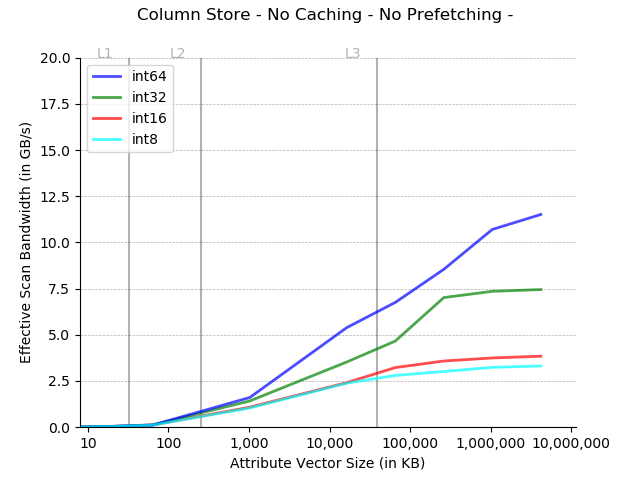 Column Store - No Caching - No Prefetching -
L1
L2
L3
20.0
17.5
15.0
12.5
10.0
7.5
5.0
2.5
0.0
Effective Scan Bandwidth (in GB/s)
int64
int32
int16
int8
10
100
1,000
10,000
100,000
1,000,000
10,000,000
Attribute Vector Size (in KB)